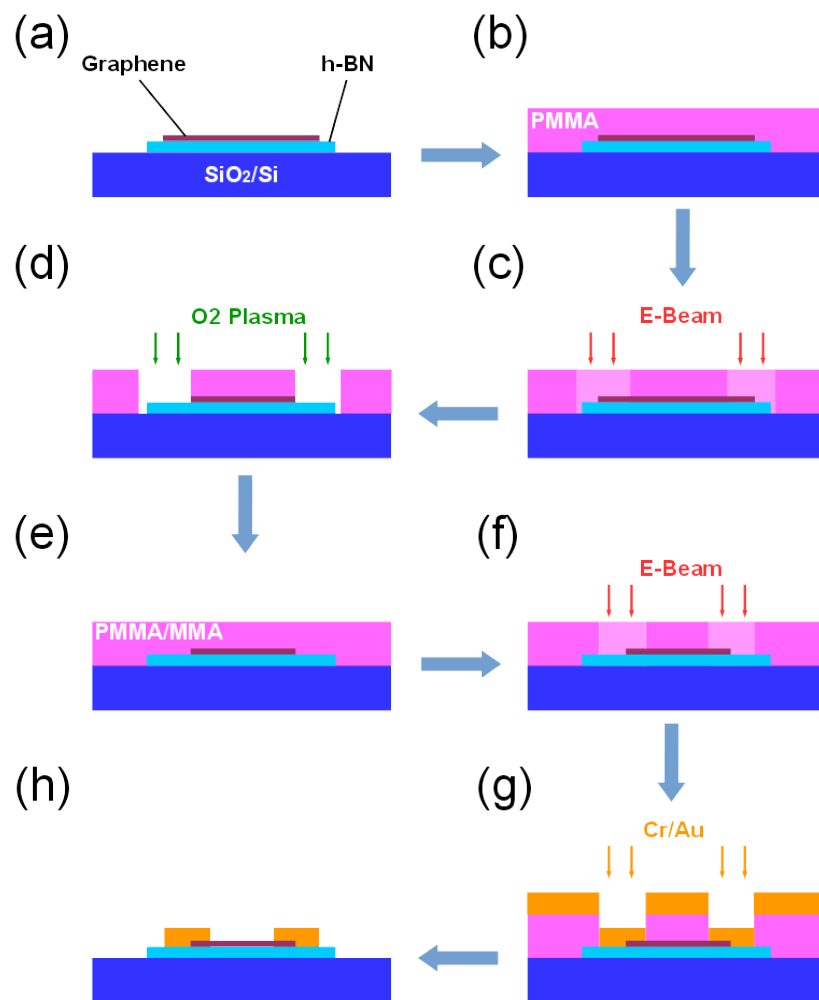 (a)
Graphene
h-BN
SiO₂/Si
(b)
PMMA
(d)
O2 Plasma
(c)
E-Beam
(e)
PMMA/MMA
(f)
E-Beam
(h)
(g)
Cr/Au